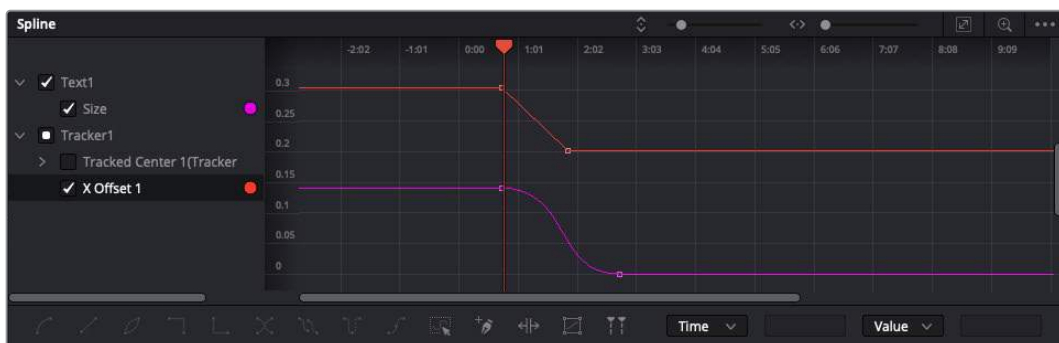 Spline
-2:02 -1:01 0:00 1:01 2:02 3:03 4:04 5:05 6:06 7:07 8:08 9:09
Text1
Size
Tracker1
Tracked Center 1(Tracker
X Offset 1
0.3
0.25
0.2
0.15
0.1
0.05
0
Time
Value